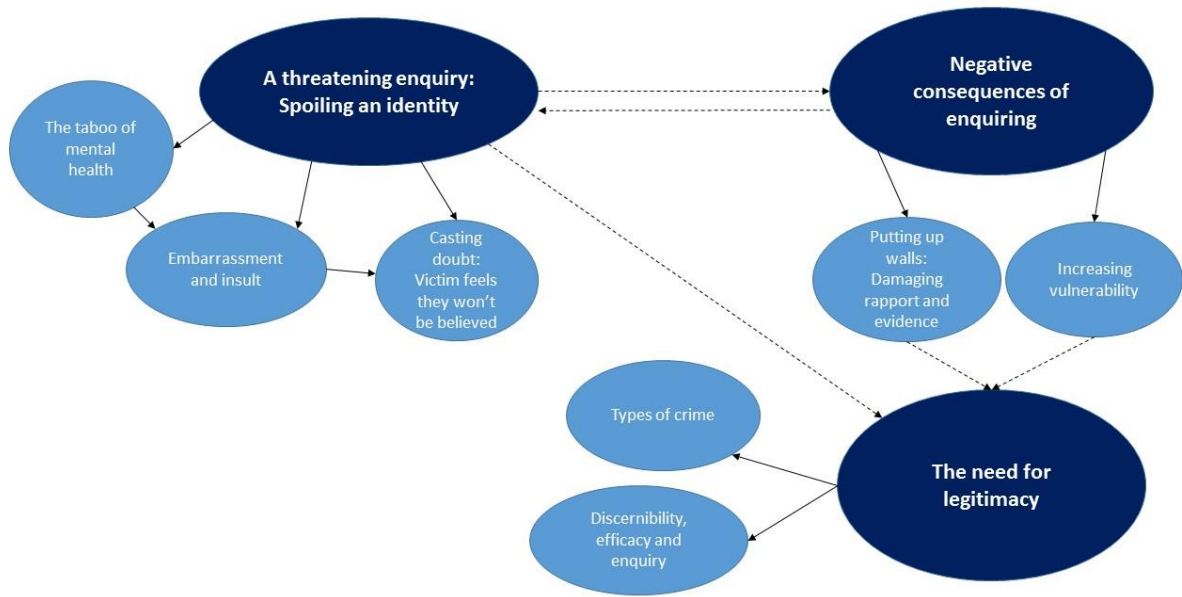 A threatening enquiry:
Spoiling an identity
Negative
consequences of
enquiring
The taboo of
mental
health
Embarrassment
and insult
Casting
doubt:
Victim feels
they won't
be believed
Putting up
walls:
Damaging
rapport and
evidence
Increasing
vulnerability
Types of crime
Discernibility,
efficacy and
enquiry
The need for
legitimacy